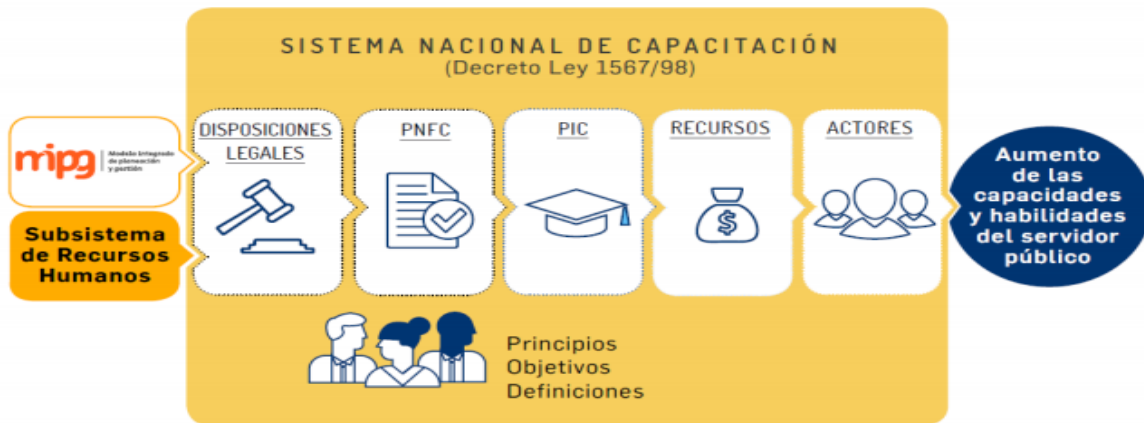 SISTEMA NACIONAL DE CAPACITACIÓN
(Decreto Ley 1567/98)
mipg
Modelo Integrado
de planeación
y gestión
Subsistema
de Recursos
Humanos
DISPOSICIONES
LEGALES
PNFC
PIC
RECURSOS
$
ACTORES
Aumento
de las
capacidades
y habilidades
del servidor
público
Principios
Objetivos
Definiciones